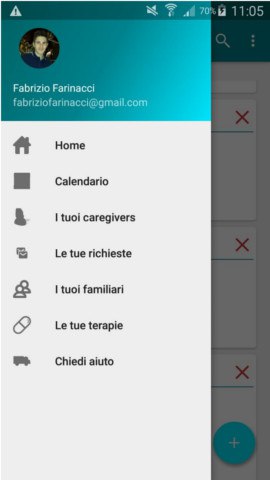 70% 11:05
Fabrizio Farinacci
fabriziofarinacci@gmail.com
Home
Calendario
I tuoi caregivers
Le tue richieste
I tuoi familiari
Le tue terapie
Chiedi aiuto